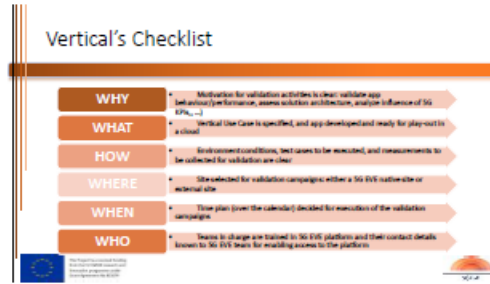 Vertical's Checklist
WHY
• Motivation for validation activities is clear: validate app
behaviour/performance, assess solution architecture, analyze influence of 5G
KPIs, ...)
WHAT
• Vertical Use Case is specified, and app developed and ready for play-out in
a cloud
HOW
• Environment conditions, test cases to be executed, and measurements to
be collected for validation are clear
WHERE
• Site selected for validation campaigns: either a 5G EVE native site or
external site
WHEN
• Time plan (over the calendar) decided for execution of the validation
campaigns
WHO
• Teams in charge are trained in 5G EVE platform and their contact details
known to 5G EVE team for enabling access to the platform